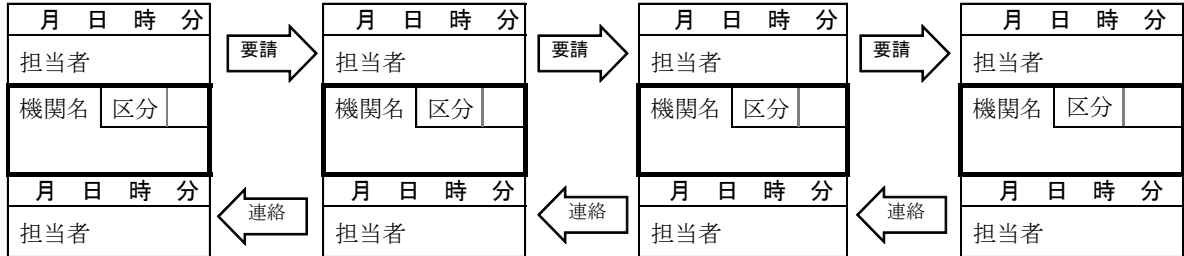 月 日 時 分 月 日 時 分 月 日 時 分 月 日 時 分
担当者 要請 担当者 要請 担当者 要請 担当者
機関名 区分 機関名 区分 機関名 区分 機関名 区分
月 日 時 分 月 日 時 分 月 日 時 分 月 日 時 分
担当者 連絡 担当者 連絡 担当者 連絡 担当者